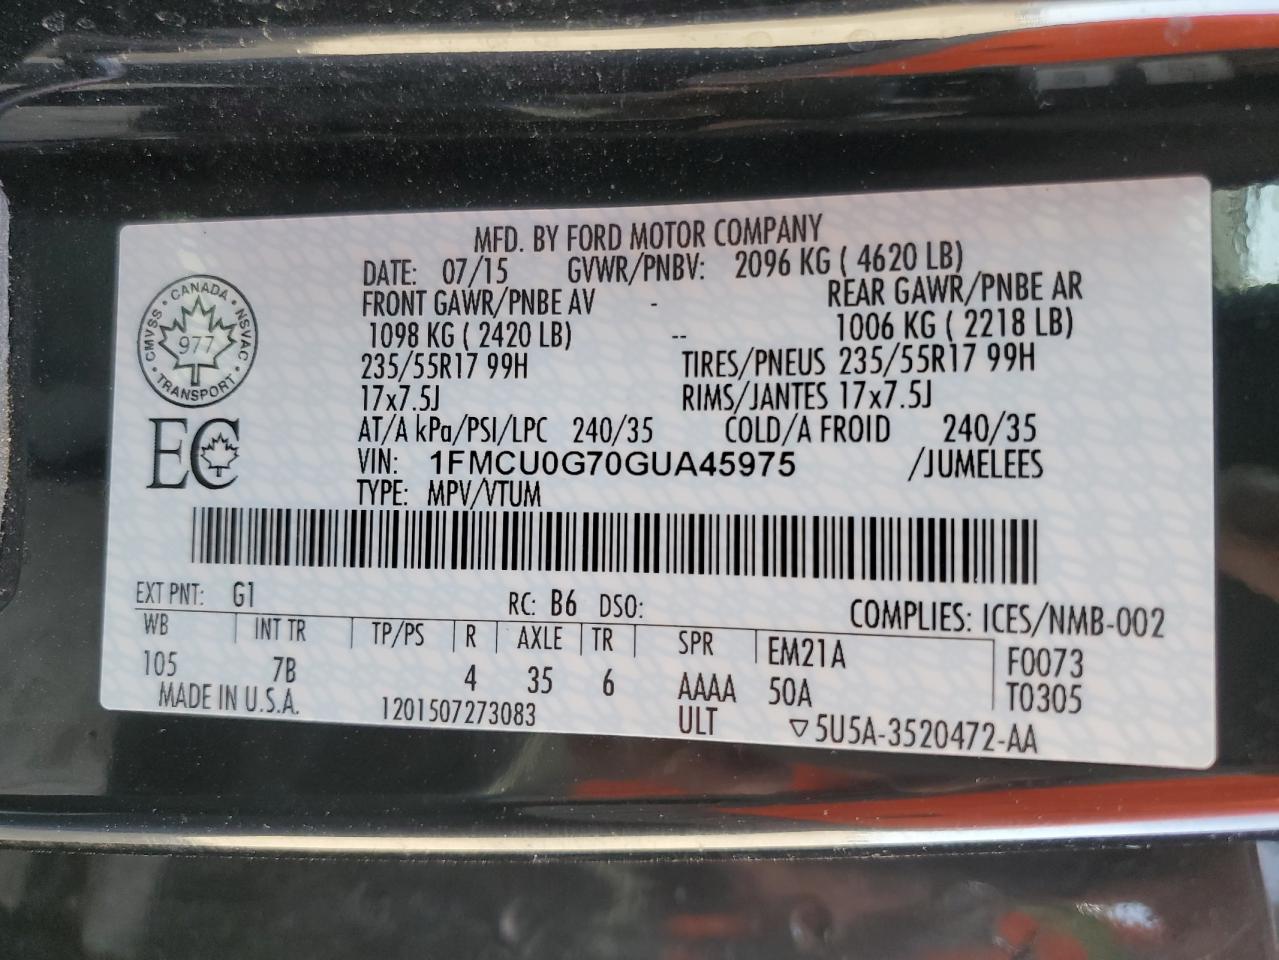 MFD. BY FORD MOTOR COMPANY
DATE: 07/15 GVWR/PNBV: 2096 KG ( 4620 LB)
FRONT GAWR/PNBE AV - REAR GAWR/PNBE AR
1098 KG ( 2420 LB) -- 1006 KG ( 2218 LB)
235/55R17 99H TIRES/PNEUS 235/55R17 99H
17x7.5J RIMS/JANTES 17x7.5J
AT/A kPa/PSI/LPC 240/35 COLD/A FROID 240/35
VIN: 1FMCU0G70GUA45975 /JUMELEES
TYPE: MPV/VTUM
CANADA
CMVSS 977 NSVAC
TRANSPORT
EC
EXT PNT: G1 RC: B6 DSO: COMPLIES: ICES/NMB-002
WB INT TR TP/PS R AXLE TR SPR EM21A F0073
105 7B 4 35 6 AAAA 50A T0305
MADE IN U.S.A. 1201507273083 ULT ▽5U5A-3520472-AA